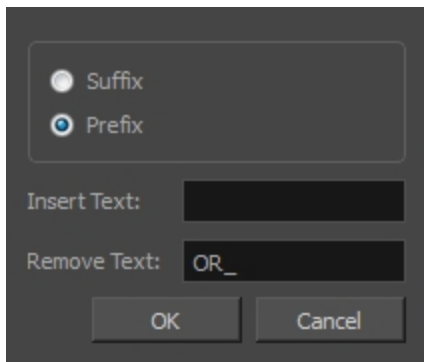 Suffix
Prefix
Insert Text:
Remove Text: OR_
OK Cancel